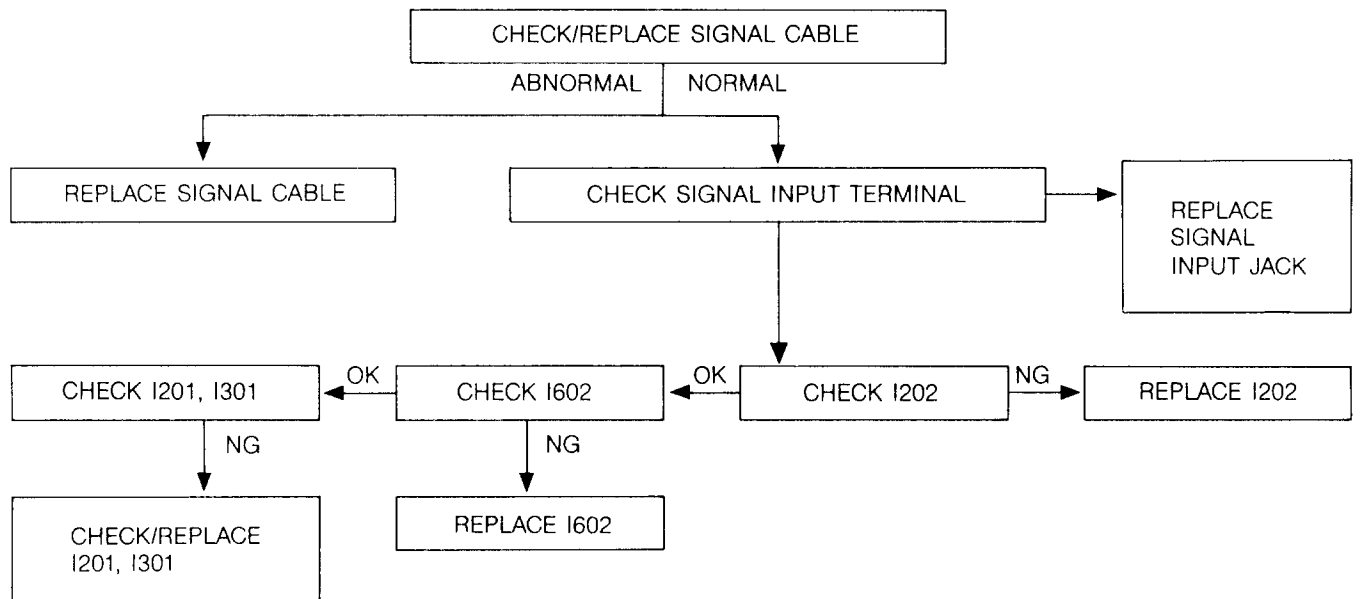 CHECK/REPLACE SIGNAL CABLE
ABNORMAL NORMAL
REPLACE SIGNAL CABLE
CHECK SIGNAL INPUT TERMINAL
REPLACE
SIGNAL
INPUT JACK
CHECK I201, I301
OK
CHECK I602
OK
CHECK I202
NG
REPLACE I202
NG
NG
CHECK/REPLACE
I201, I301
REPLACE I602